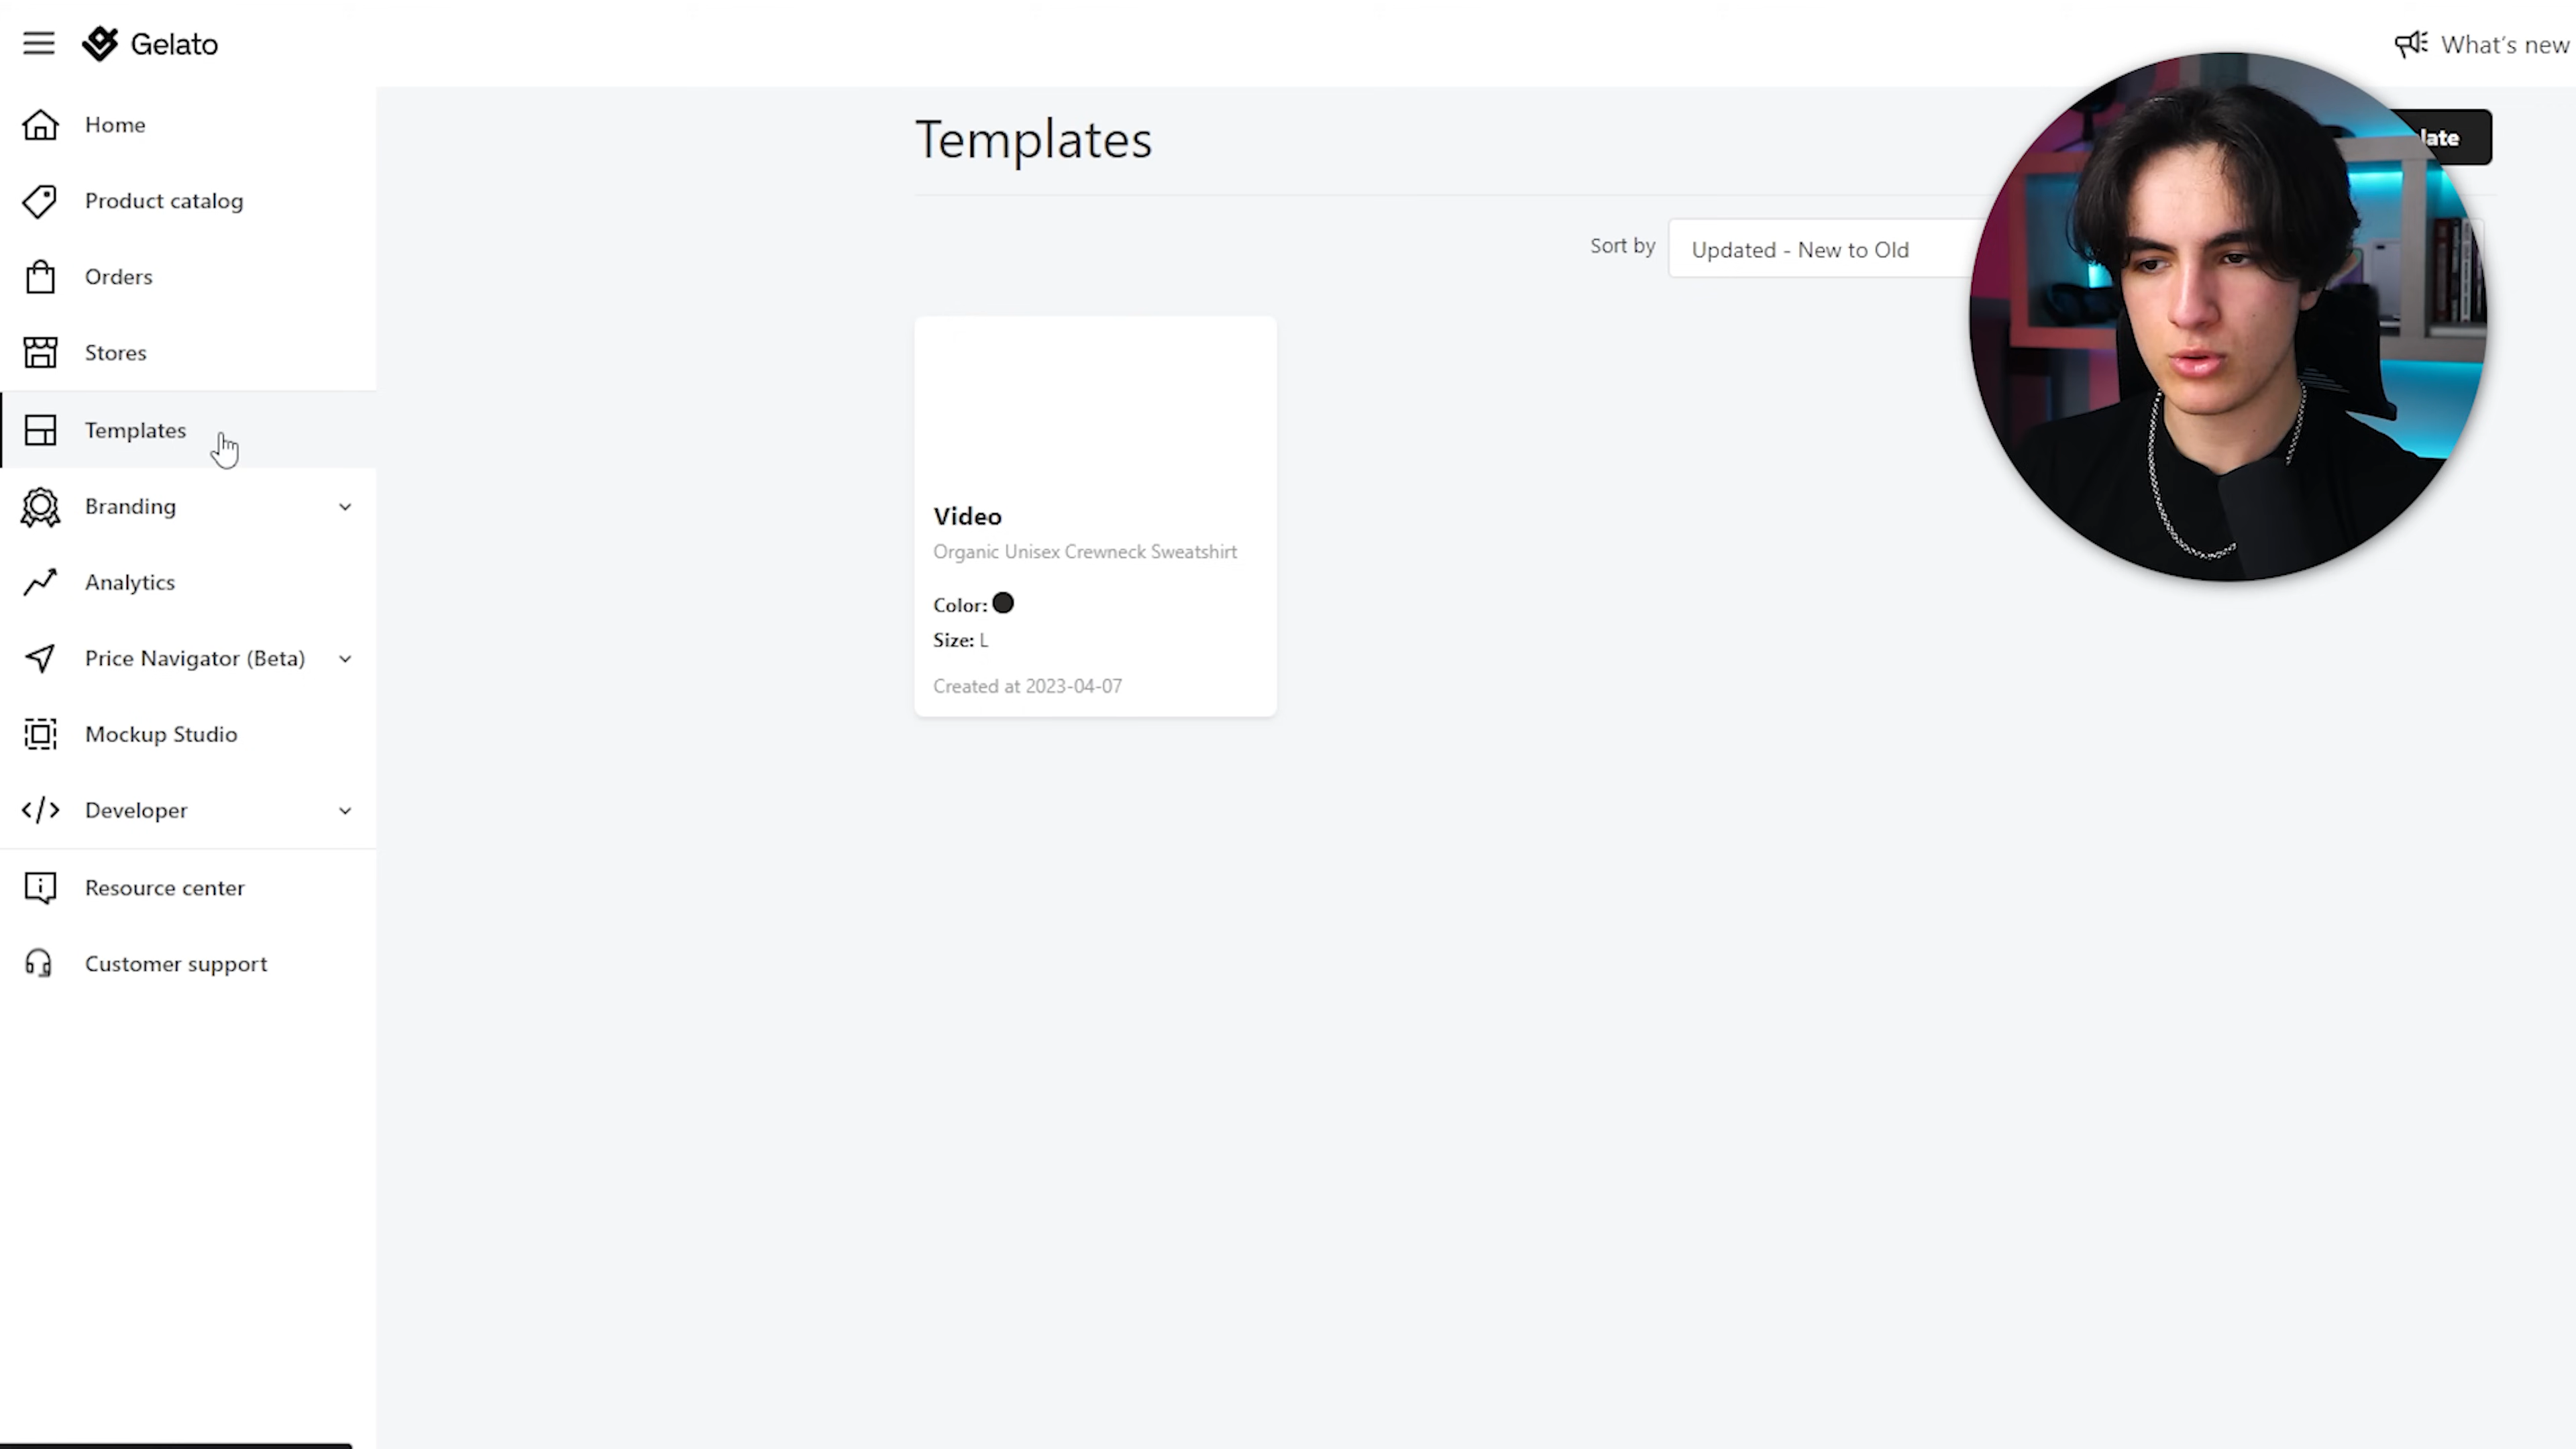 Gelato
What's new
Home
Product catalog
Orders
Stores
Templates
Branding
Analytics
Price Navigator (Beta)
Mockup Studio
Developer
Resource center
Customer support
Templates
Sort by
Updated - New to Old
Video
Organic Unisex Crewneck Sweatshirt
Color:
Size: L
Created at 2023-04-07